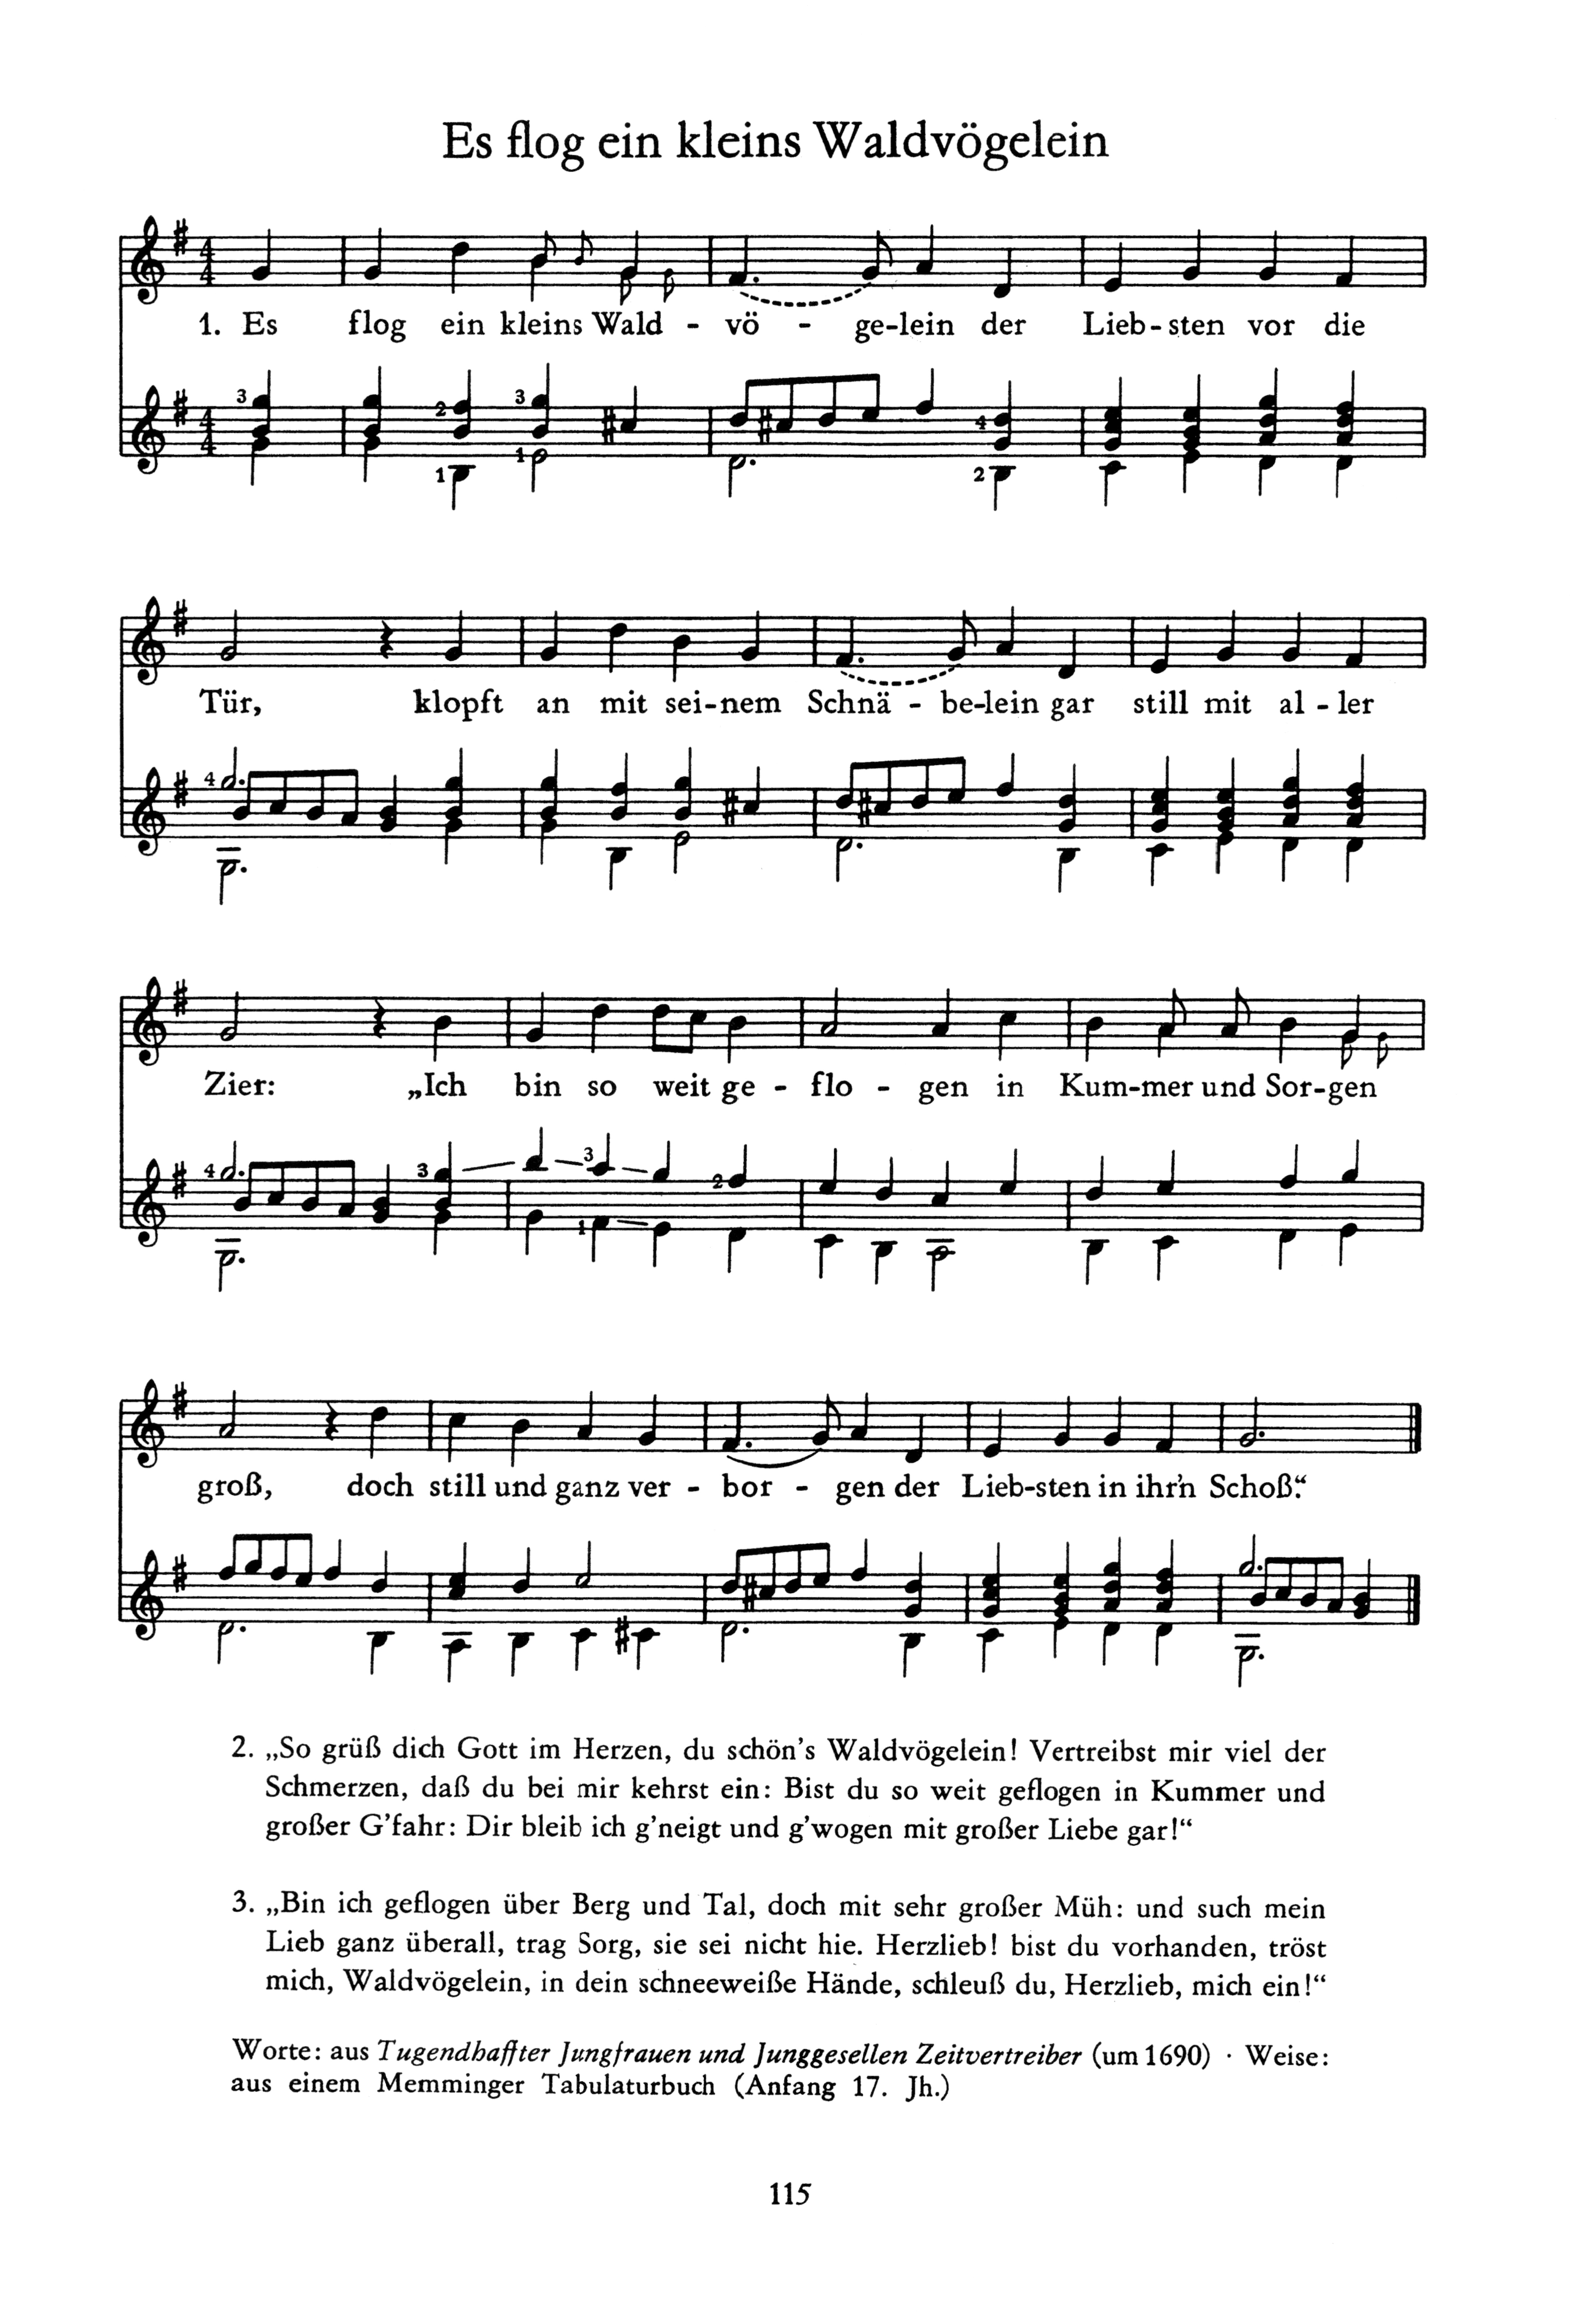 Es flog ein kleins Waldvögelein
1. Es flog ein kleins Wald - vö - ge-lein der Lieb-sten vor die
Tür, klopft an mit sei-nem Schnä - be-lein gar still mit al - ler
Zier: „Ich bin so weit ge - flo - gen in Kum-mer und Sor-gen
groß, doch still und ganz ver - bor - gen der Lieb-sten in ihr'n Schoß.“
2. „So grüß dich Gott im Herzen, du schön's Waldvögelein! Vertreibst mir viel der
Schmerzen, daß du bei mir kehrst ein: Bist du so weit geflogen in Kummer und
großer G'fahr: Dir bleib ich g'neigt und g'wogen mit großer Liebe gar!“
3. „Bin ich geflogen über Berg und Tal, doch mit sehr großer Müh: und such mein
Lieb ganz überall, trag Sorg, sie sei nicht hie. Herzlieb! bist du vorhanden, tröst
mich, Waldvögelein, in dein schneeweiße Hände, schleuß du, Herzlieb, mich ein!“
Worte: aus Tugendhaffter Jungfrauen und Junggesellen Zeitvertreiber (um 1690) · Weise:
aus einem Memminger Tabulaturbuch (Anfang 17. Jh.)
115